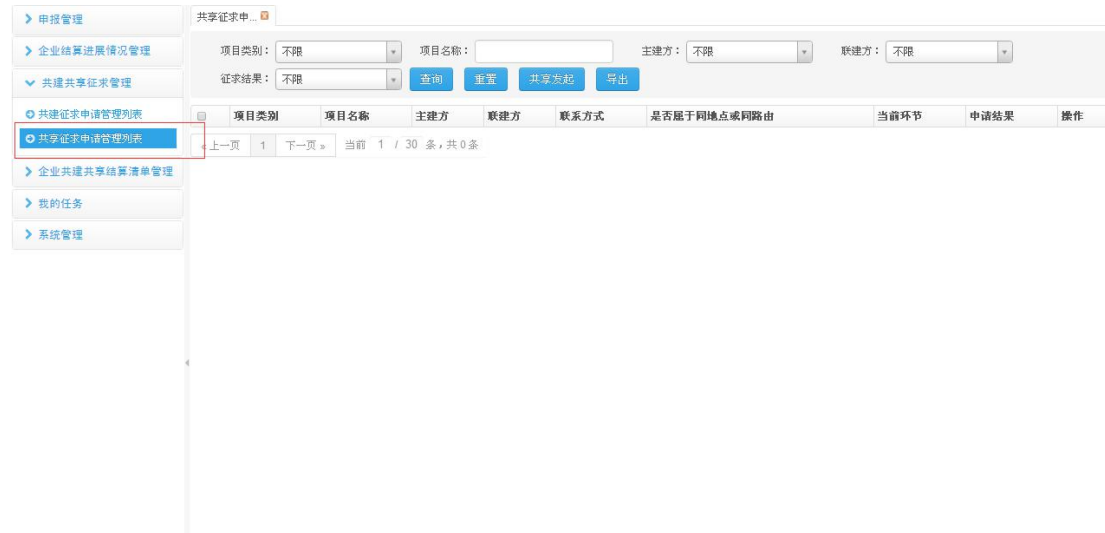 申报管理
企业结算进展情况管理
共建共享征求管理
共建征求申请管理列表
共享征求申请管理列表
企业共建共享结算清单管理
我的任务
系统管理
共享征求申...
项目类别： 不限 项目名称： 主建方： 不限 联建方： 不限
征求结果： 不限 查询 重置 共享发起 导出
项目类别 项目名称 主建方 联建方 联系方式 是否属于同地点或同路由 当前环节 申请结果 操作
« 上一页 1 下一页 » 当前 1 / 30 条，共0条